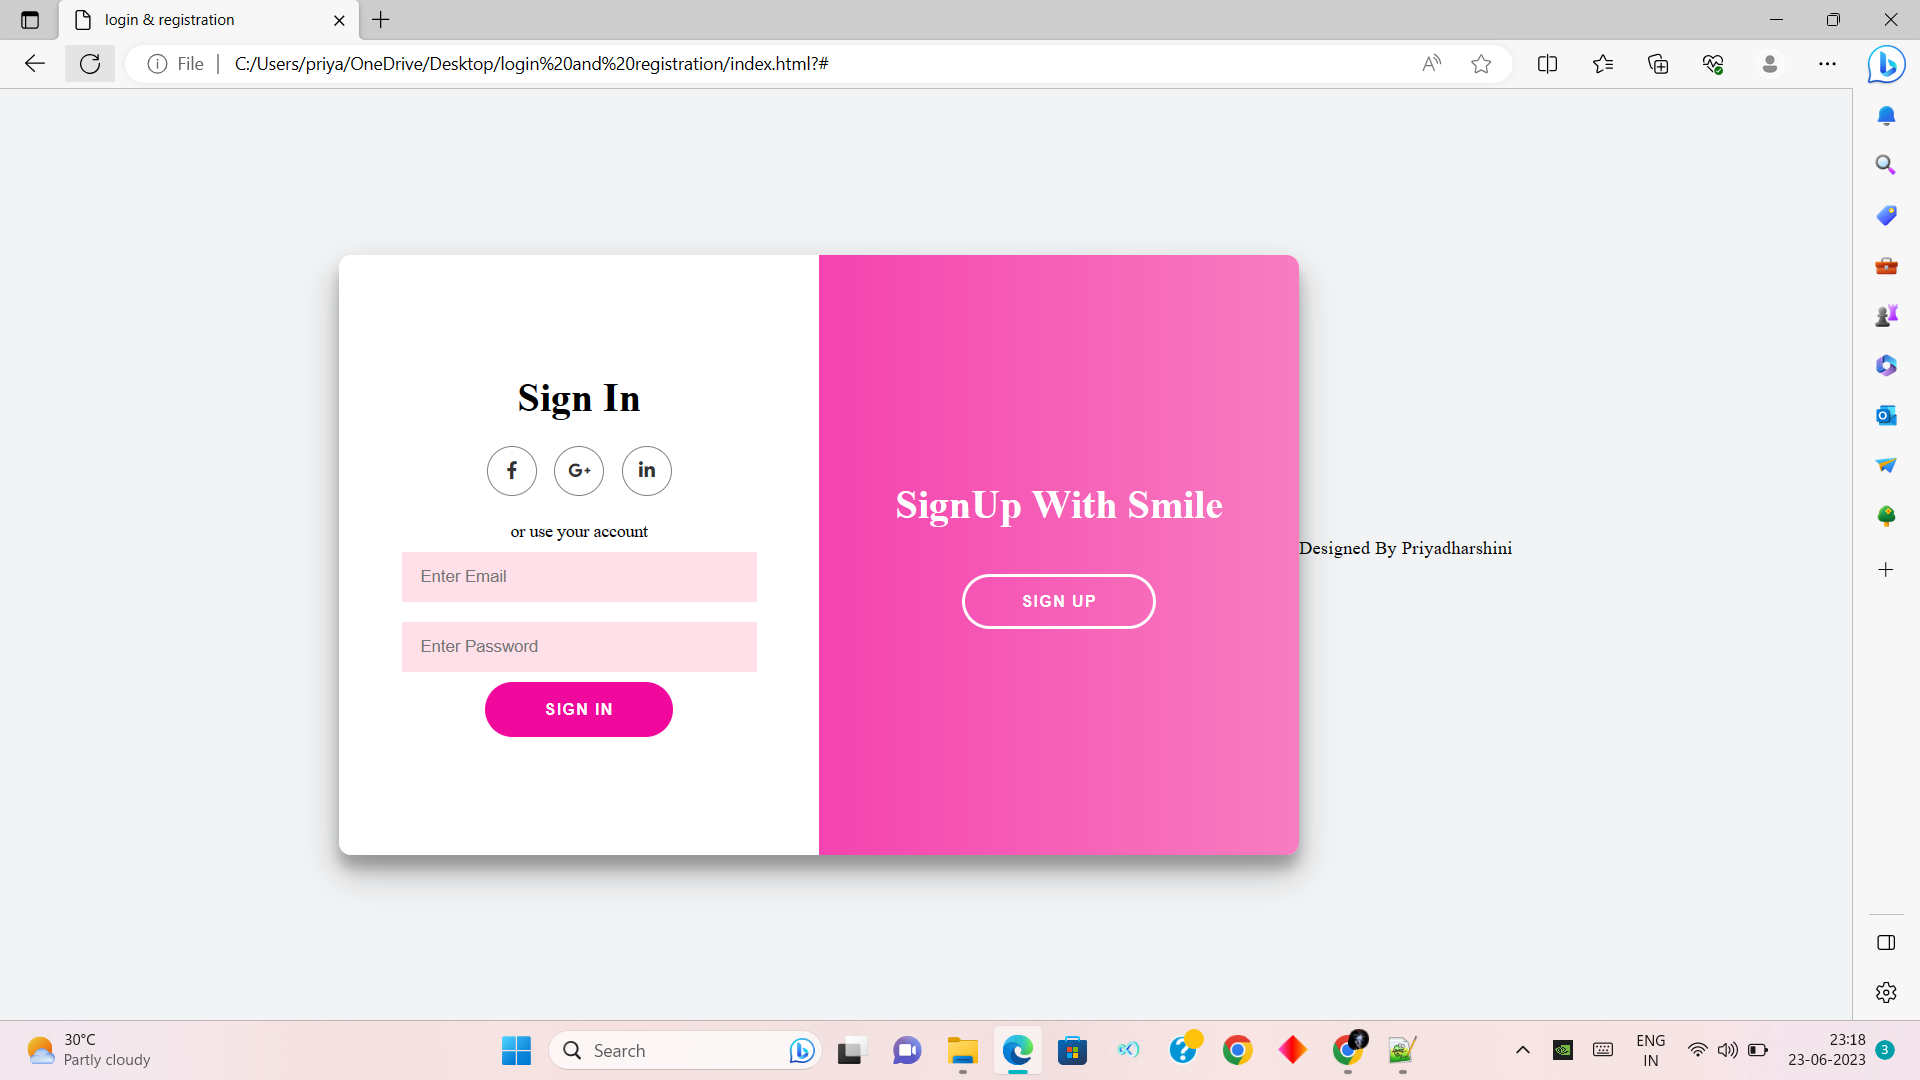 login & registration
File
C:/Users/priya/OneDrive/Desktop/login%20and%20registration/index.html?#
Sign In
f
G+
in
or use your account
Enter Email
Enter Password
SIGN IN
SignUp With Smile
SIGN UP
Designed By Priyadharshini
30°C
Partly cloudy
Search
ENG
IN
23:18
23-06-2023
3